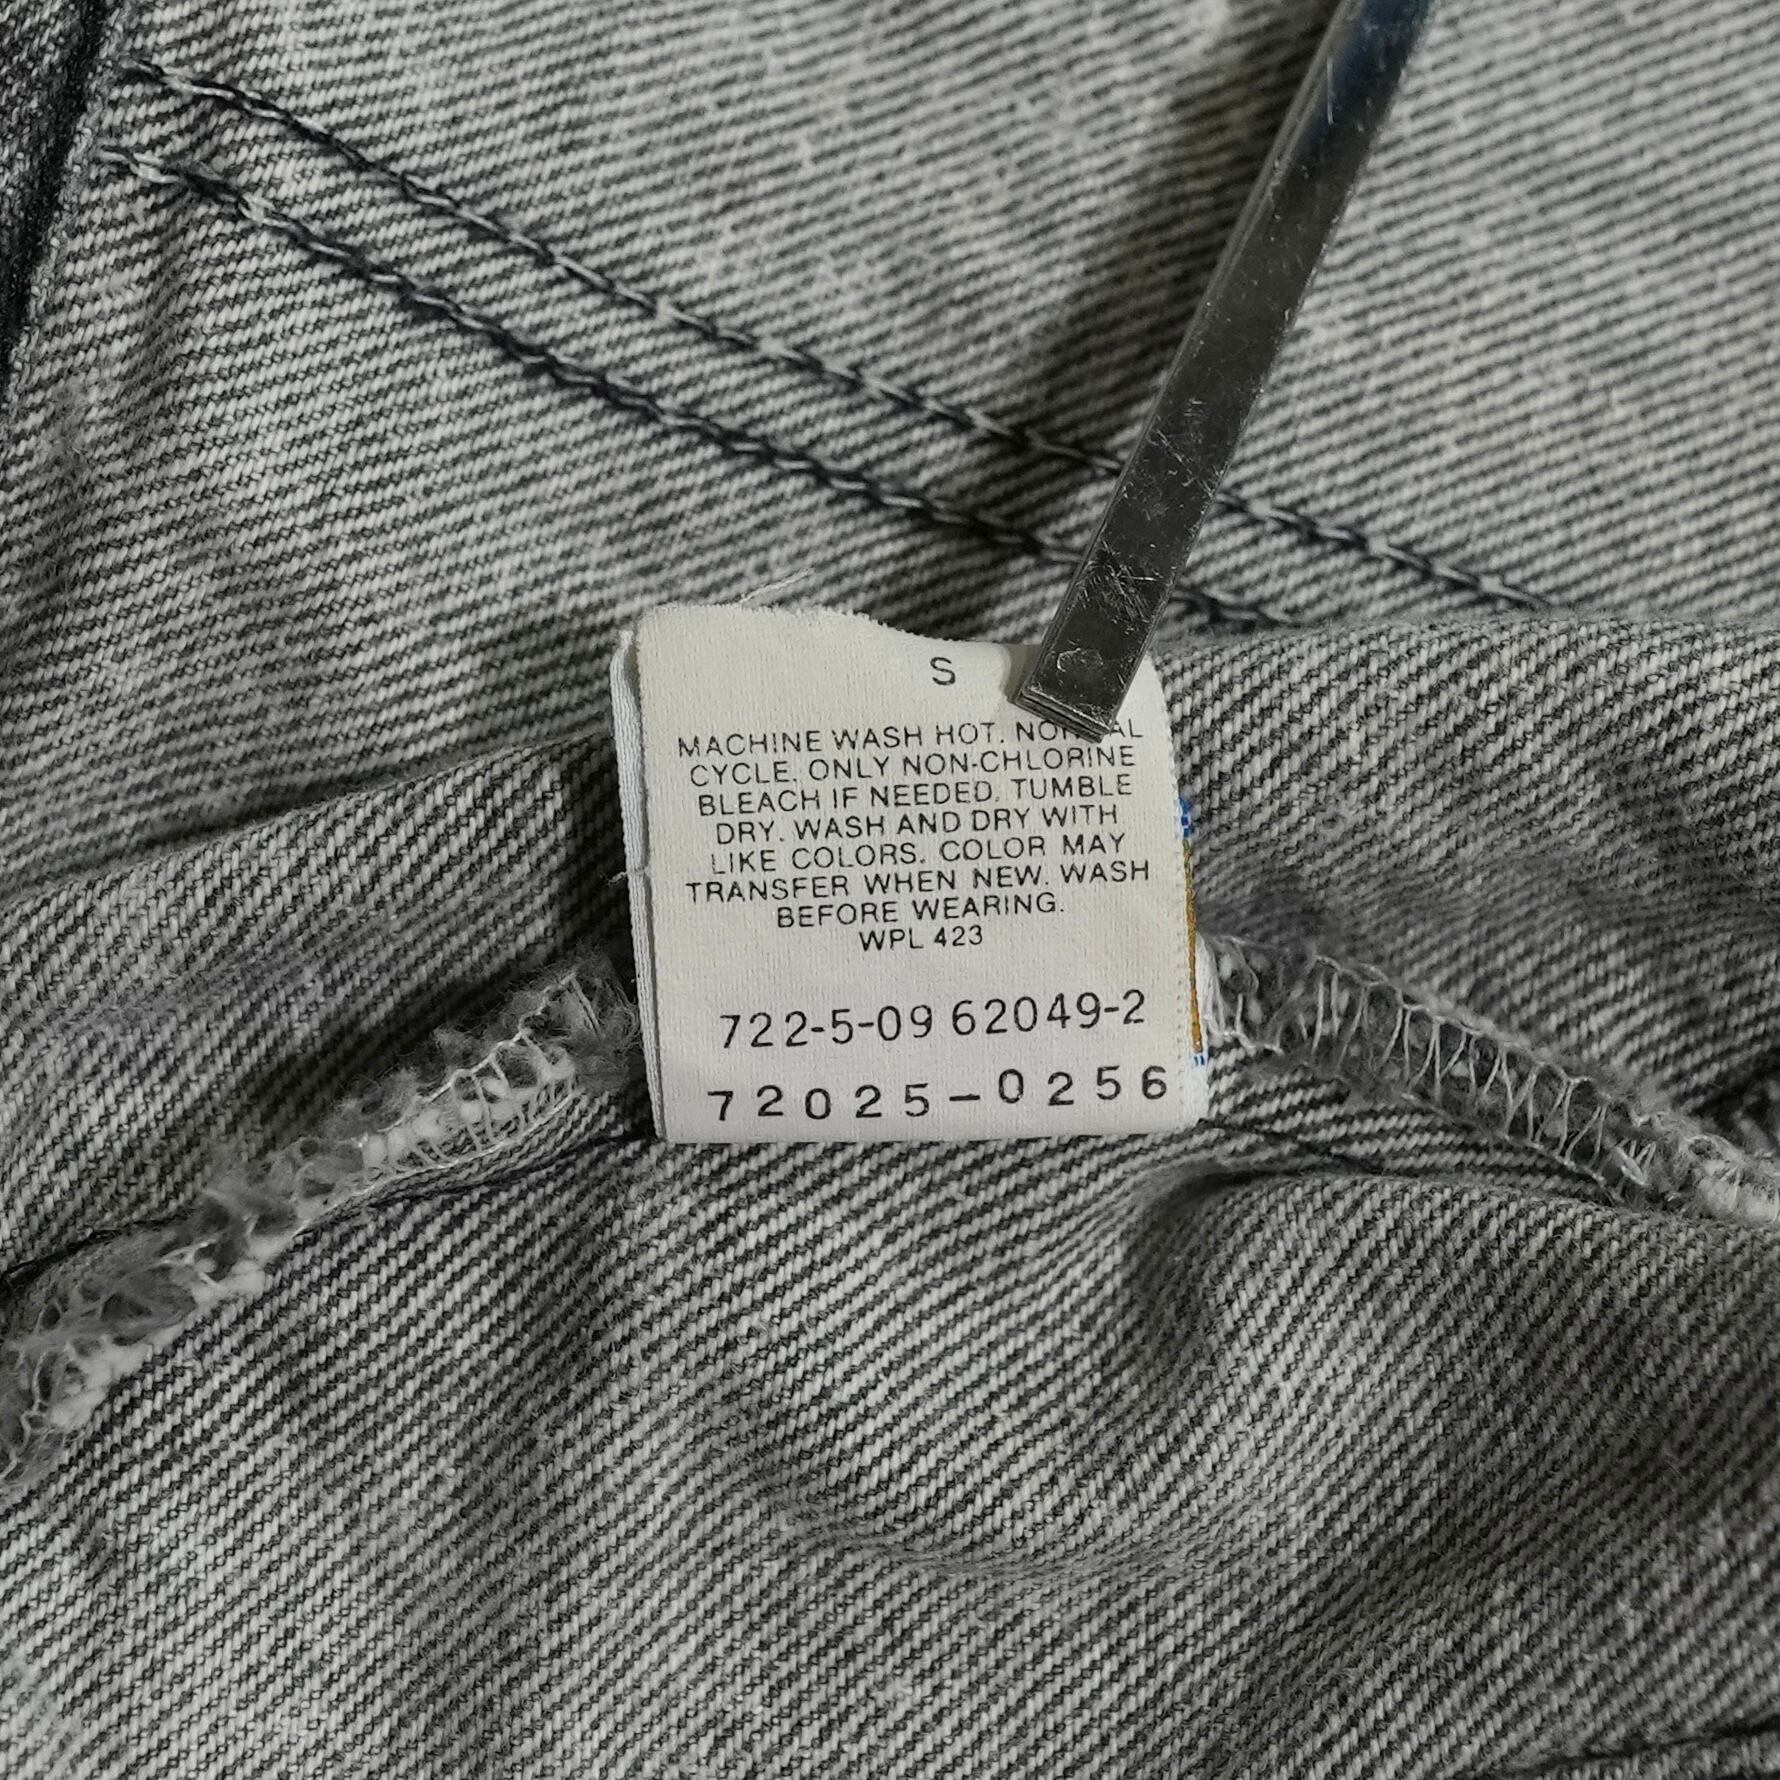 S
MACHINE WASH HOT. NORMAL
CYCLE. ONLY NON-CHLORINE
BLEACH IF NEEDED. TUMBLE
DRY. WASH AND DRY WITH
LIKE COLORS. COLOR MAY
TRANSFER WHEN NEW. WASH
BEFORE WEARING.
WPL 423
722-5-09 62049-2
72025-0256